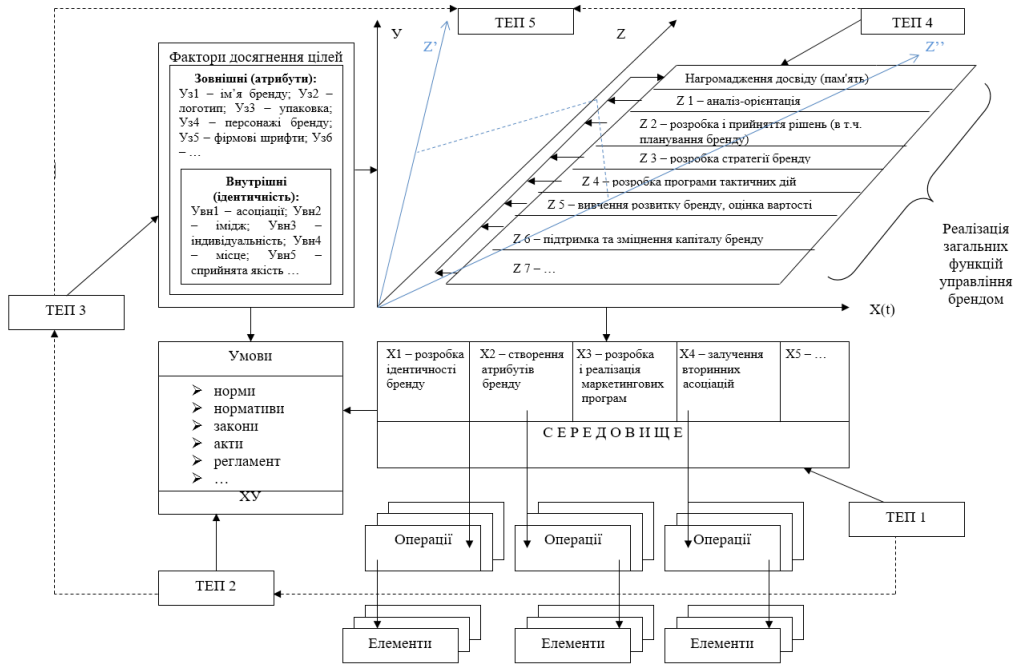 ТЕП 5
ТЕП 4
У
Z
Z’
Z’’
Фактори досягнення цілей
Зовнішні (атрибути):
Уз1 – ім’я бренду; Уз2 –
логотип; Уз3 – упаковка;
Уз4 – персонажі бренду;
Уз5 – фірмові шрифти; Уз6
– …
Внутрішні
(ідентичність):
Увн1 – асоціації; Увн2
– імідж; Увн3 –
індивідуальність; Увн4
– місце; Увн5 –
сприйнята якість …
Нагромадження досвіду (пам'ять)
Z 1 – аналіз-орієнтація
Z 2 – розробка і прийняття рішень (в т.ч.
планування бренду)
Z 3 – розробка стратегії бренду
Z 4 – розробка програми тактичних дій
Z 5 – вивчення розвитку бренду, оцінка вартості
Z 6 – підтримка та зміцнення капіталу бренду
Z 7 – …
Реалізація
загальних
функцій
управління
брендом
ТЕП 3
X(t)
Умови
норми
нормативи
закони
акти
регламент
…
ХУ
Х1 – розробка
ідентичності
бренду
Х2 – створення
атрибутів
бренду
Х3 – розробка
і реалізація
маркетингових
програм
Х4 – залучення
вторинних
асоціацій
Х5 – …
С Е Р Е Д О В И Щ Е
ТЕП 1
Операції
Операції
Операції
ТЕП 2
Елементи
Елементи
Елементи